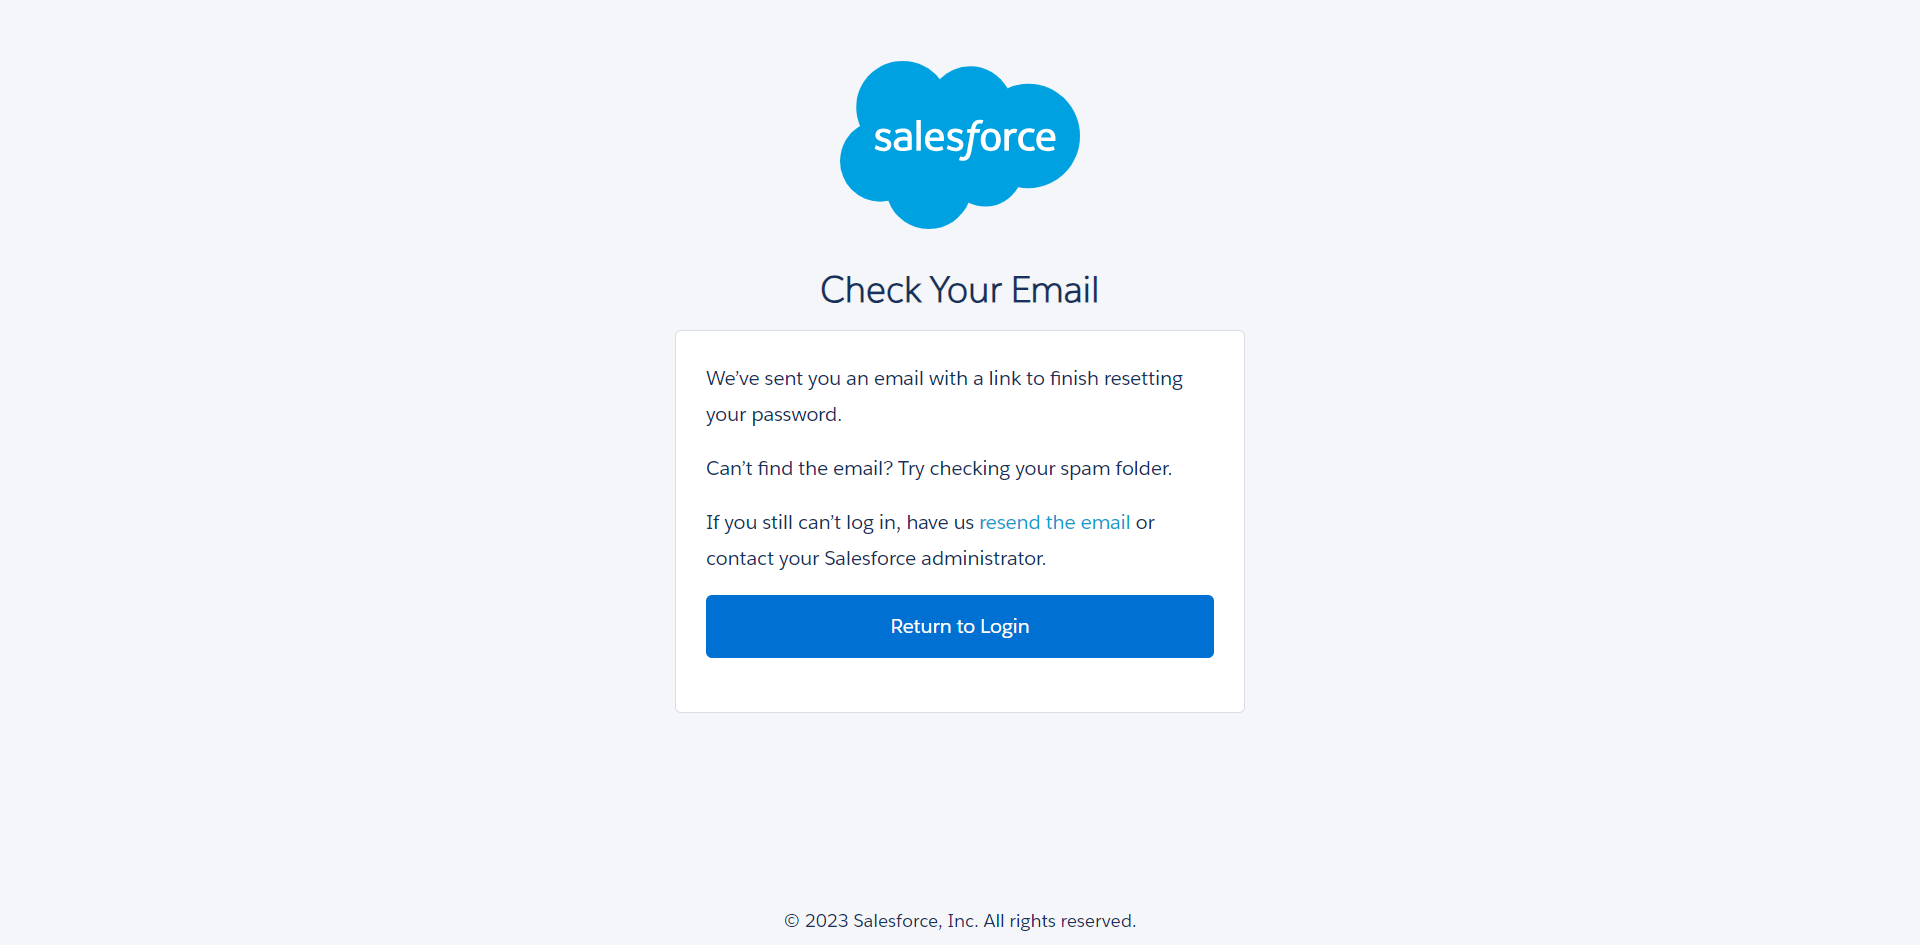 salesforce
Check Your Email
We’ve sent you an email with a link to finish resetting
your password.
Can’t find the email? Try checking your spam folder.
If you still can’t log in, have us resend the email or
contact your Salesforce administrator.
Return to Login
© 2023 Salesforce, Inc. All rights reserved.